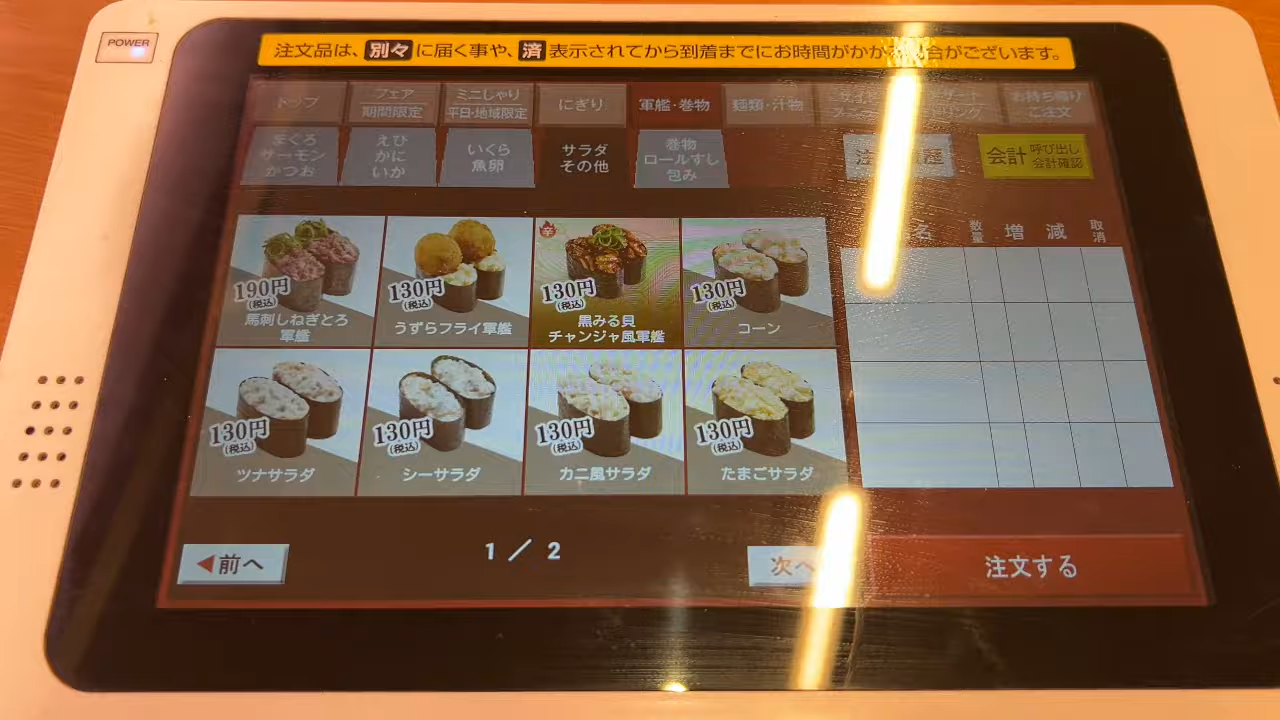 POWER
注文品は、別々に届く事や、済表示されてから到着までにお時間がかか 合がございます。
トップ
フェア
期間限定
ミニしゃり
平日・地域限定
にぎり
軍艦・巻物
麺類・汁物
お持ち帰り
ご注文
まぐろ
サーモン
かつお
えび
かに
いか
いくら
魚卵
サラダ
その他
巻物
ロールすし
包み
注
会計 呼び出し
会計確認
名
数量
増
減
取消
190円
(税込)
馬刺しねぎとろ
軍艦
130円
(税込)
うずらフライ軍艦
辛
130円
(税込)
黒みる貝
チャンジャ風軍艦
130円
(税込)
コーン
130円
(税込)
ツナサラダ
130円
(税込)
シーサラダ
130円
(税込)
カニ風サラダ
130円
(税込)
たまごサラダ
◀前へ
1 / 2
次へ
注文する